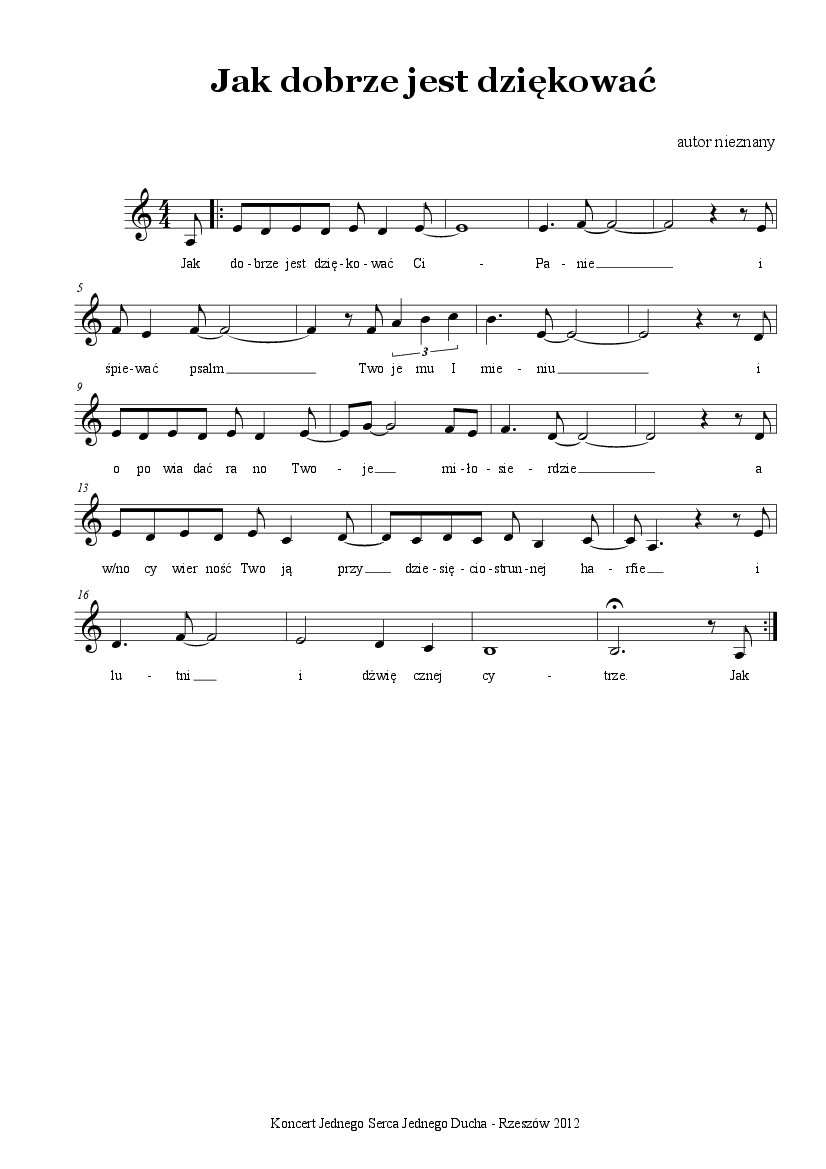 Jak dobrze jest dziękować
autor nieznany
4
4
Jak do - brze jest dzię - ko - wać Ci - Pa - nie i
5
3
śpie - wać psalm Two je mu I mie - niu i
9
o po wia dać ra no Two - je mi - ło - sie - rdzie a
13
w/no cy wier ność Two ją przy dzie - się - cio - strun - nej ha - rfie i
16
lu - tni i dźwię cznej cy - trze. Jak
Koncert Jednego Serca Jednego Ducha - Rzeszów 2012